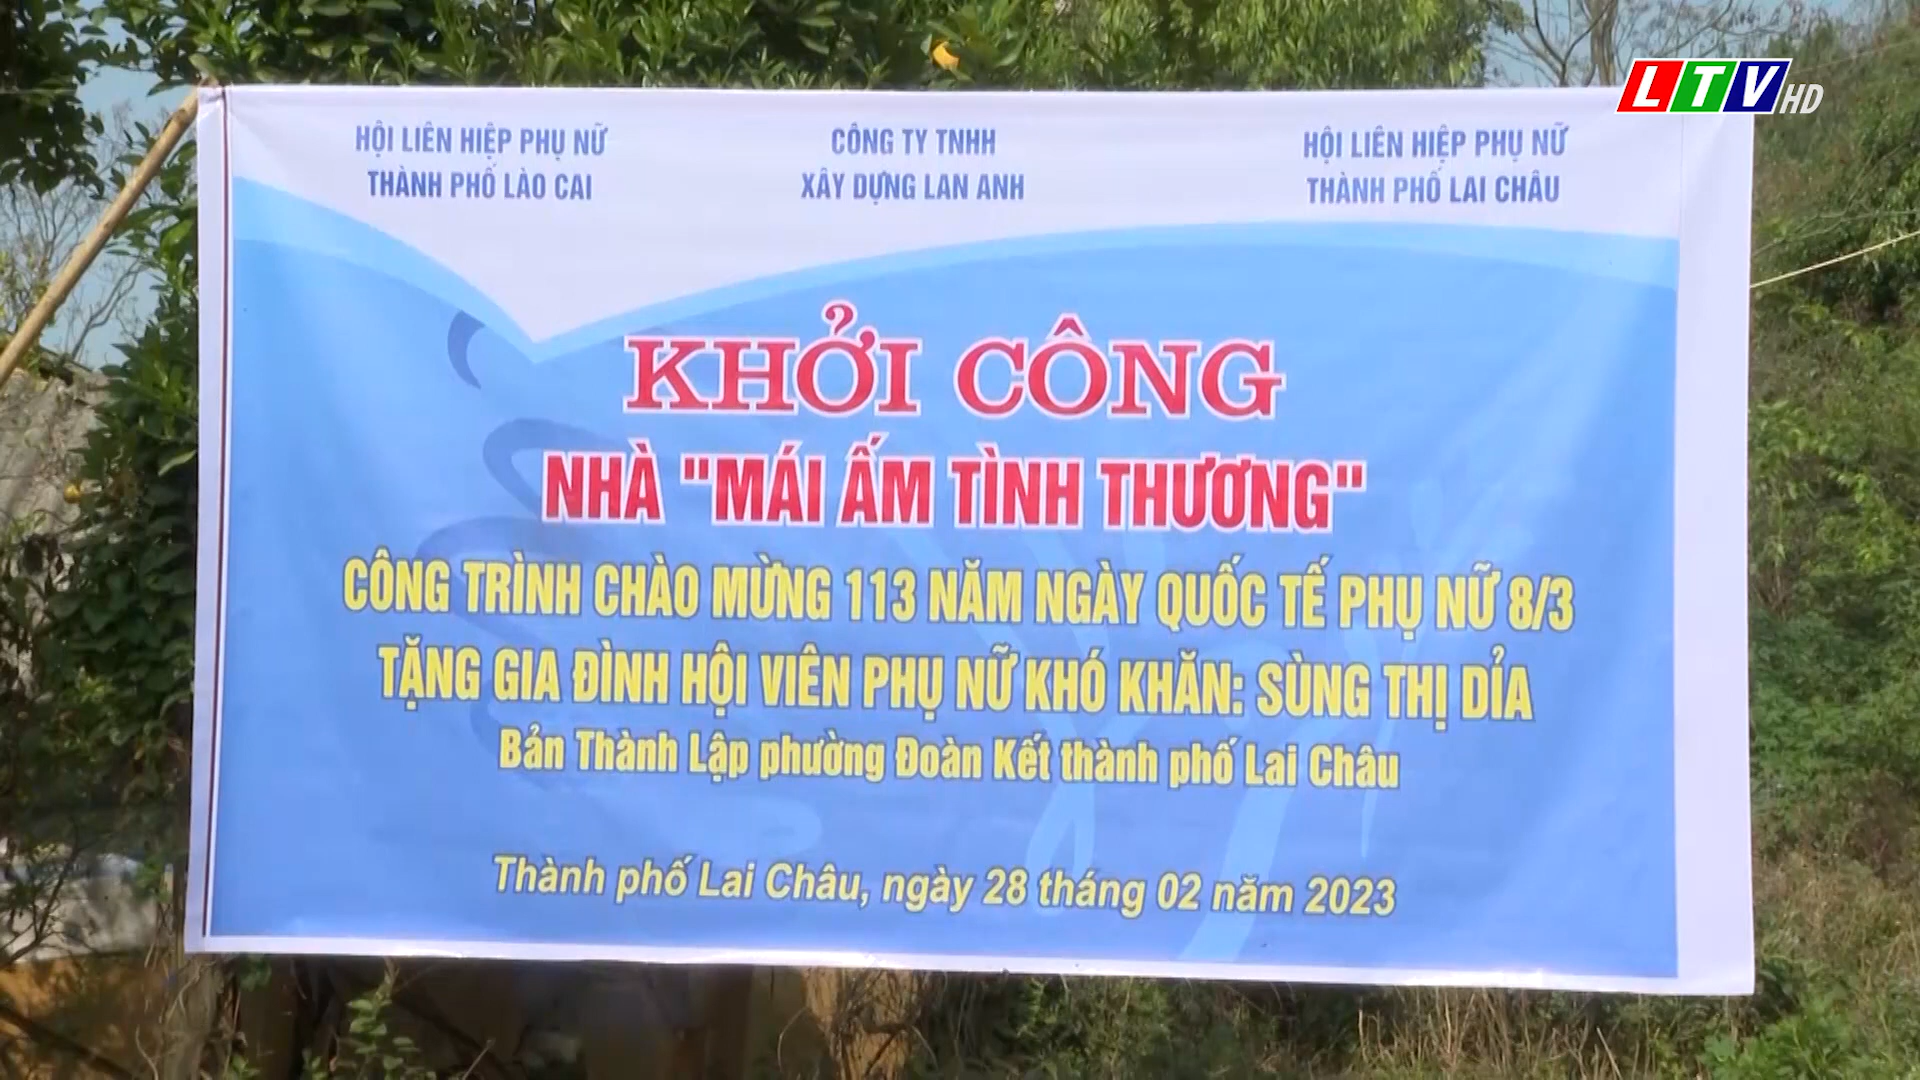 LTV HD
HỘI LIÊN HIỆP PHỤ NỮ
THÀNH PHỐ LÀO CAI
CÔNG TY TNHH
XÂY DỰNG LAN ANH
HỘI LIÊN HIỆP PHỤ NỮ
THÀNH PHỐ LAI CHÂU
KHỞI CÔNG
NHÀ "MÁI ẤM TÌNH THƯƠNG"
CÔNG TRÌNH CHÀO MỪNG 113 NĂM NGÀY QUỐC TẾ PHỤ NỮ 8/3
TẶNG GIA ĐÌNH HỘI VIÊN PHỤ NỮ KHÓ KHĂN: SÙNG THỊ DỈA
Bản Thành Lập phường Đoàn Kết thành phố Lai Châu
Thành phố Lai Châu, ngày 28 tháng 02 năm 2023